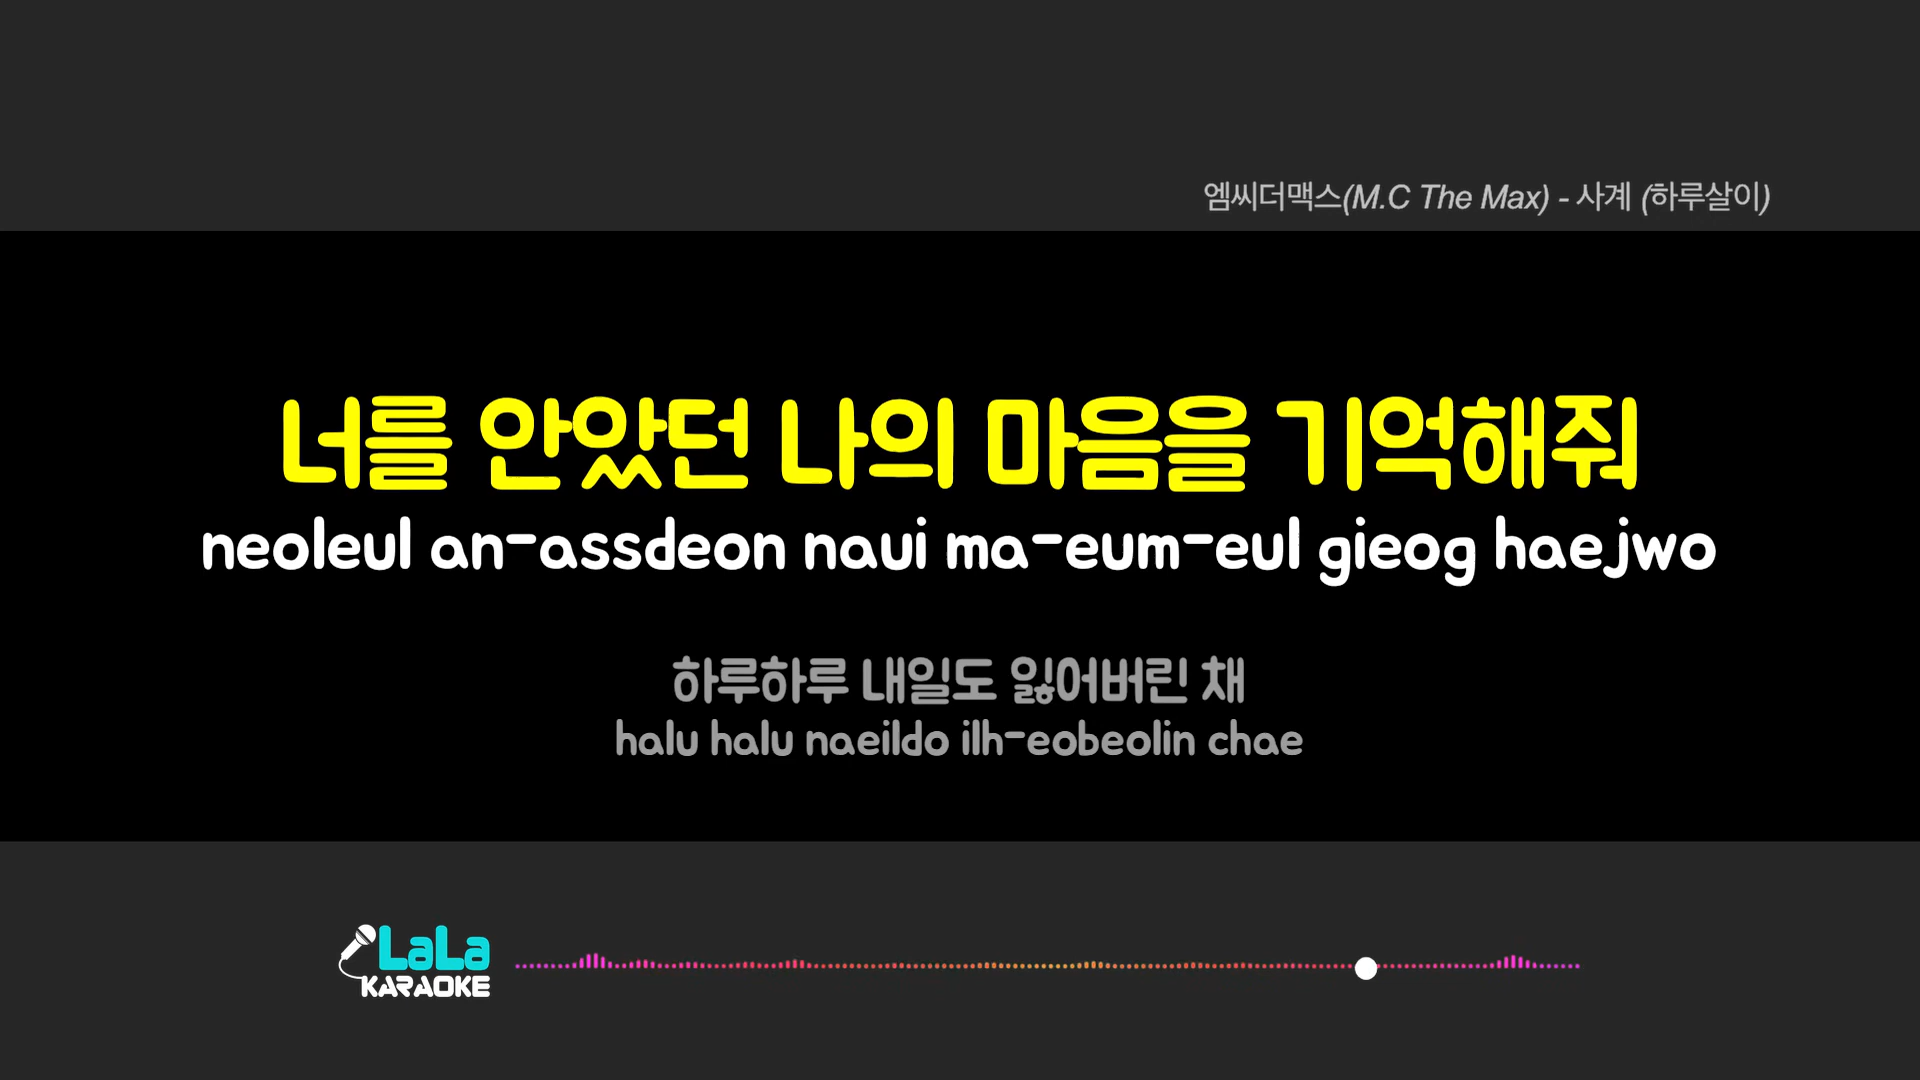 엠씨더맥스(M.C The Max) - 사계 (하루살이)
너를 안았던 나의 마음을 기억해줘
neoleul an-assdeon naui ma-eum-eul gieog haejwo
하루하루 내일도 잃어버린 채
halu halu naeildo ilh-eobeolin chae
LaLa
KARAOKE